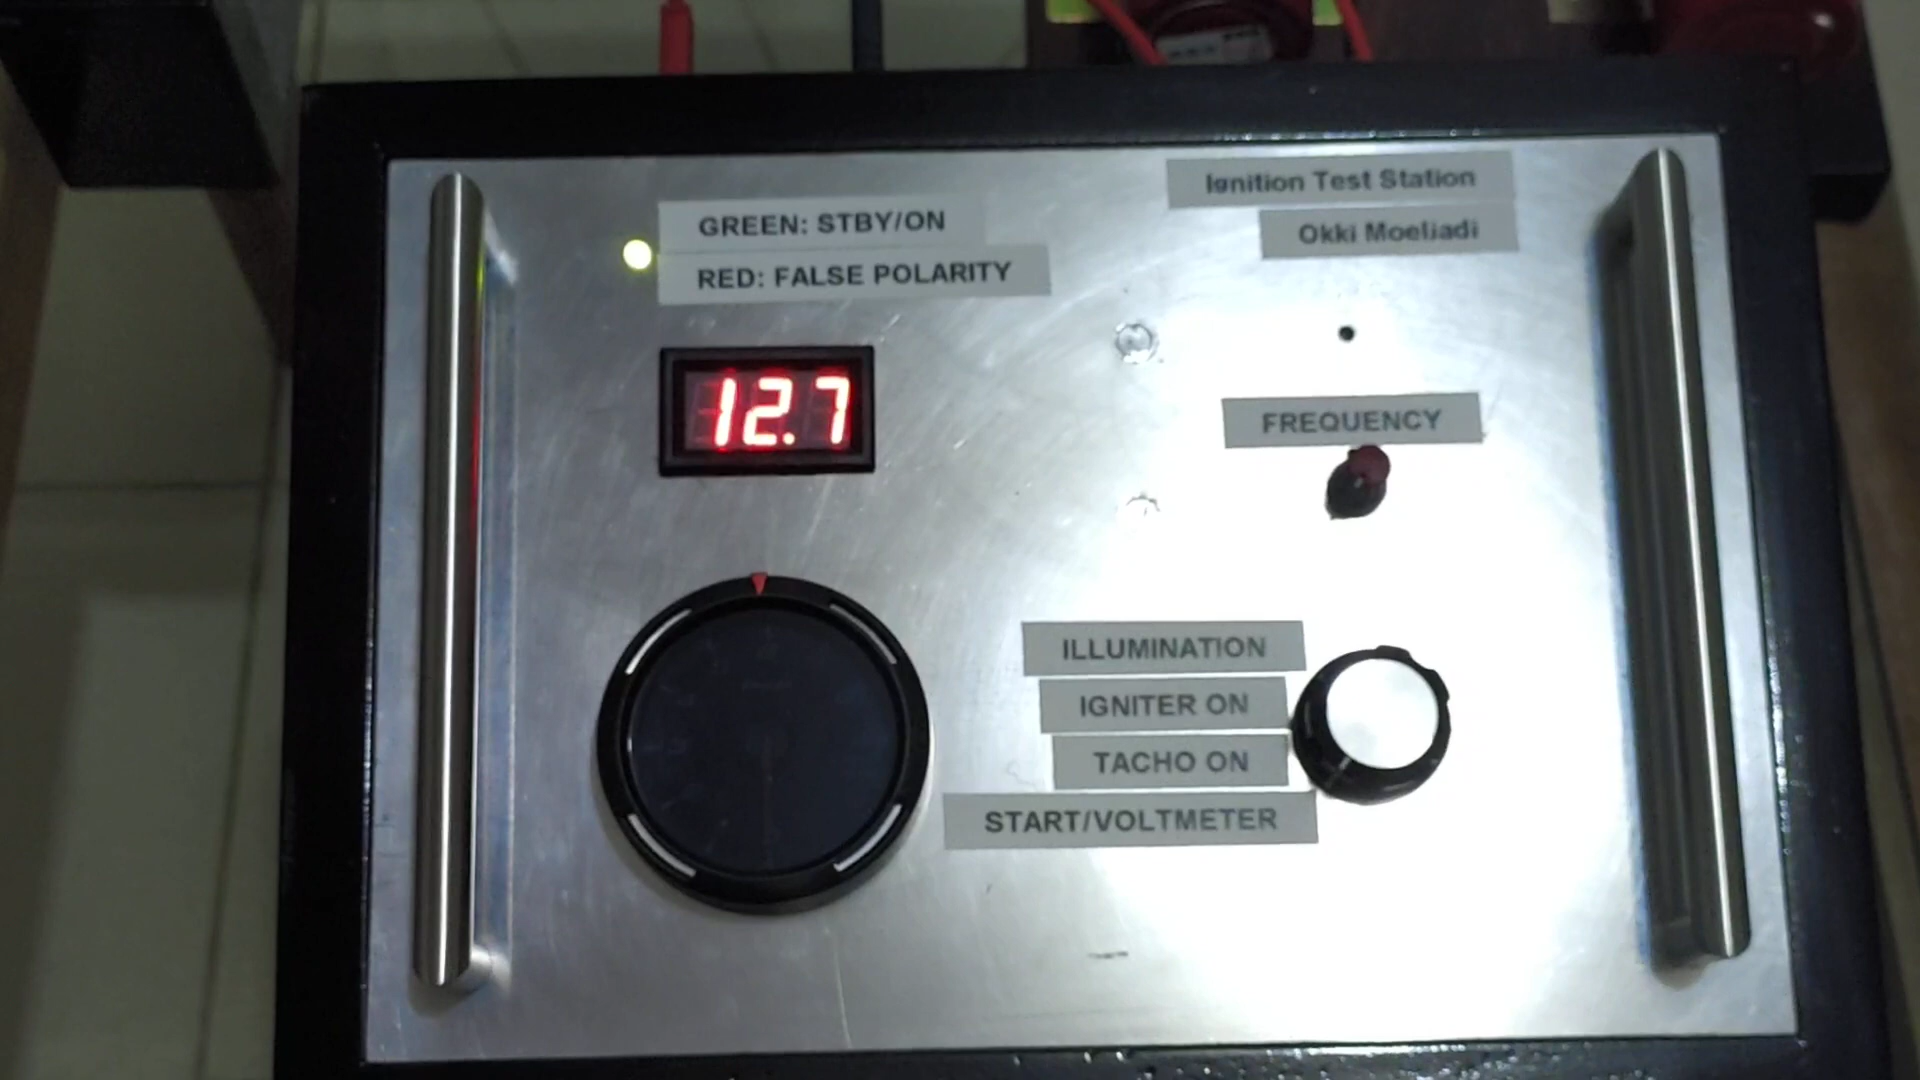 Ignition Test Station
Okki Moeljadi
GREEN: STBY/ON
RED: FALSE POLARITY
12.7
FREQUENCY
ILLUMINATION
IGNITER ON
TACHO ON
START/VOLTMETER